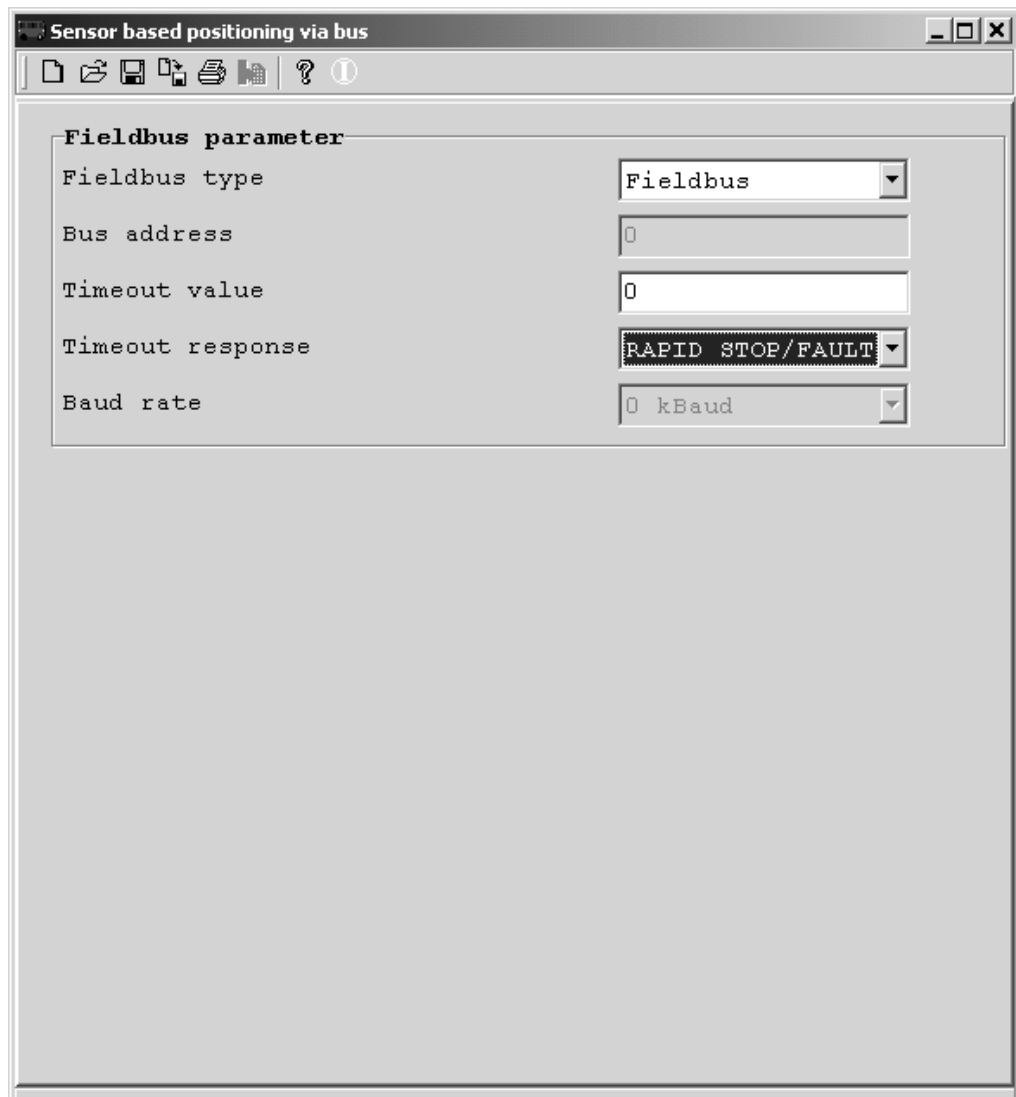 Sensor based positioning via bus
Fieldbus parameter
Fieldbus type Fieldbus
Bus address 0
Timeout value 0
Timeout response RAPID STOP/FAULT
Baud rate 0 kBaud